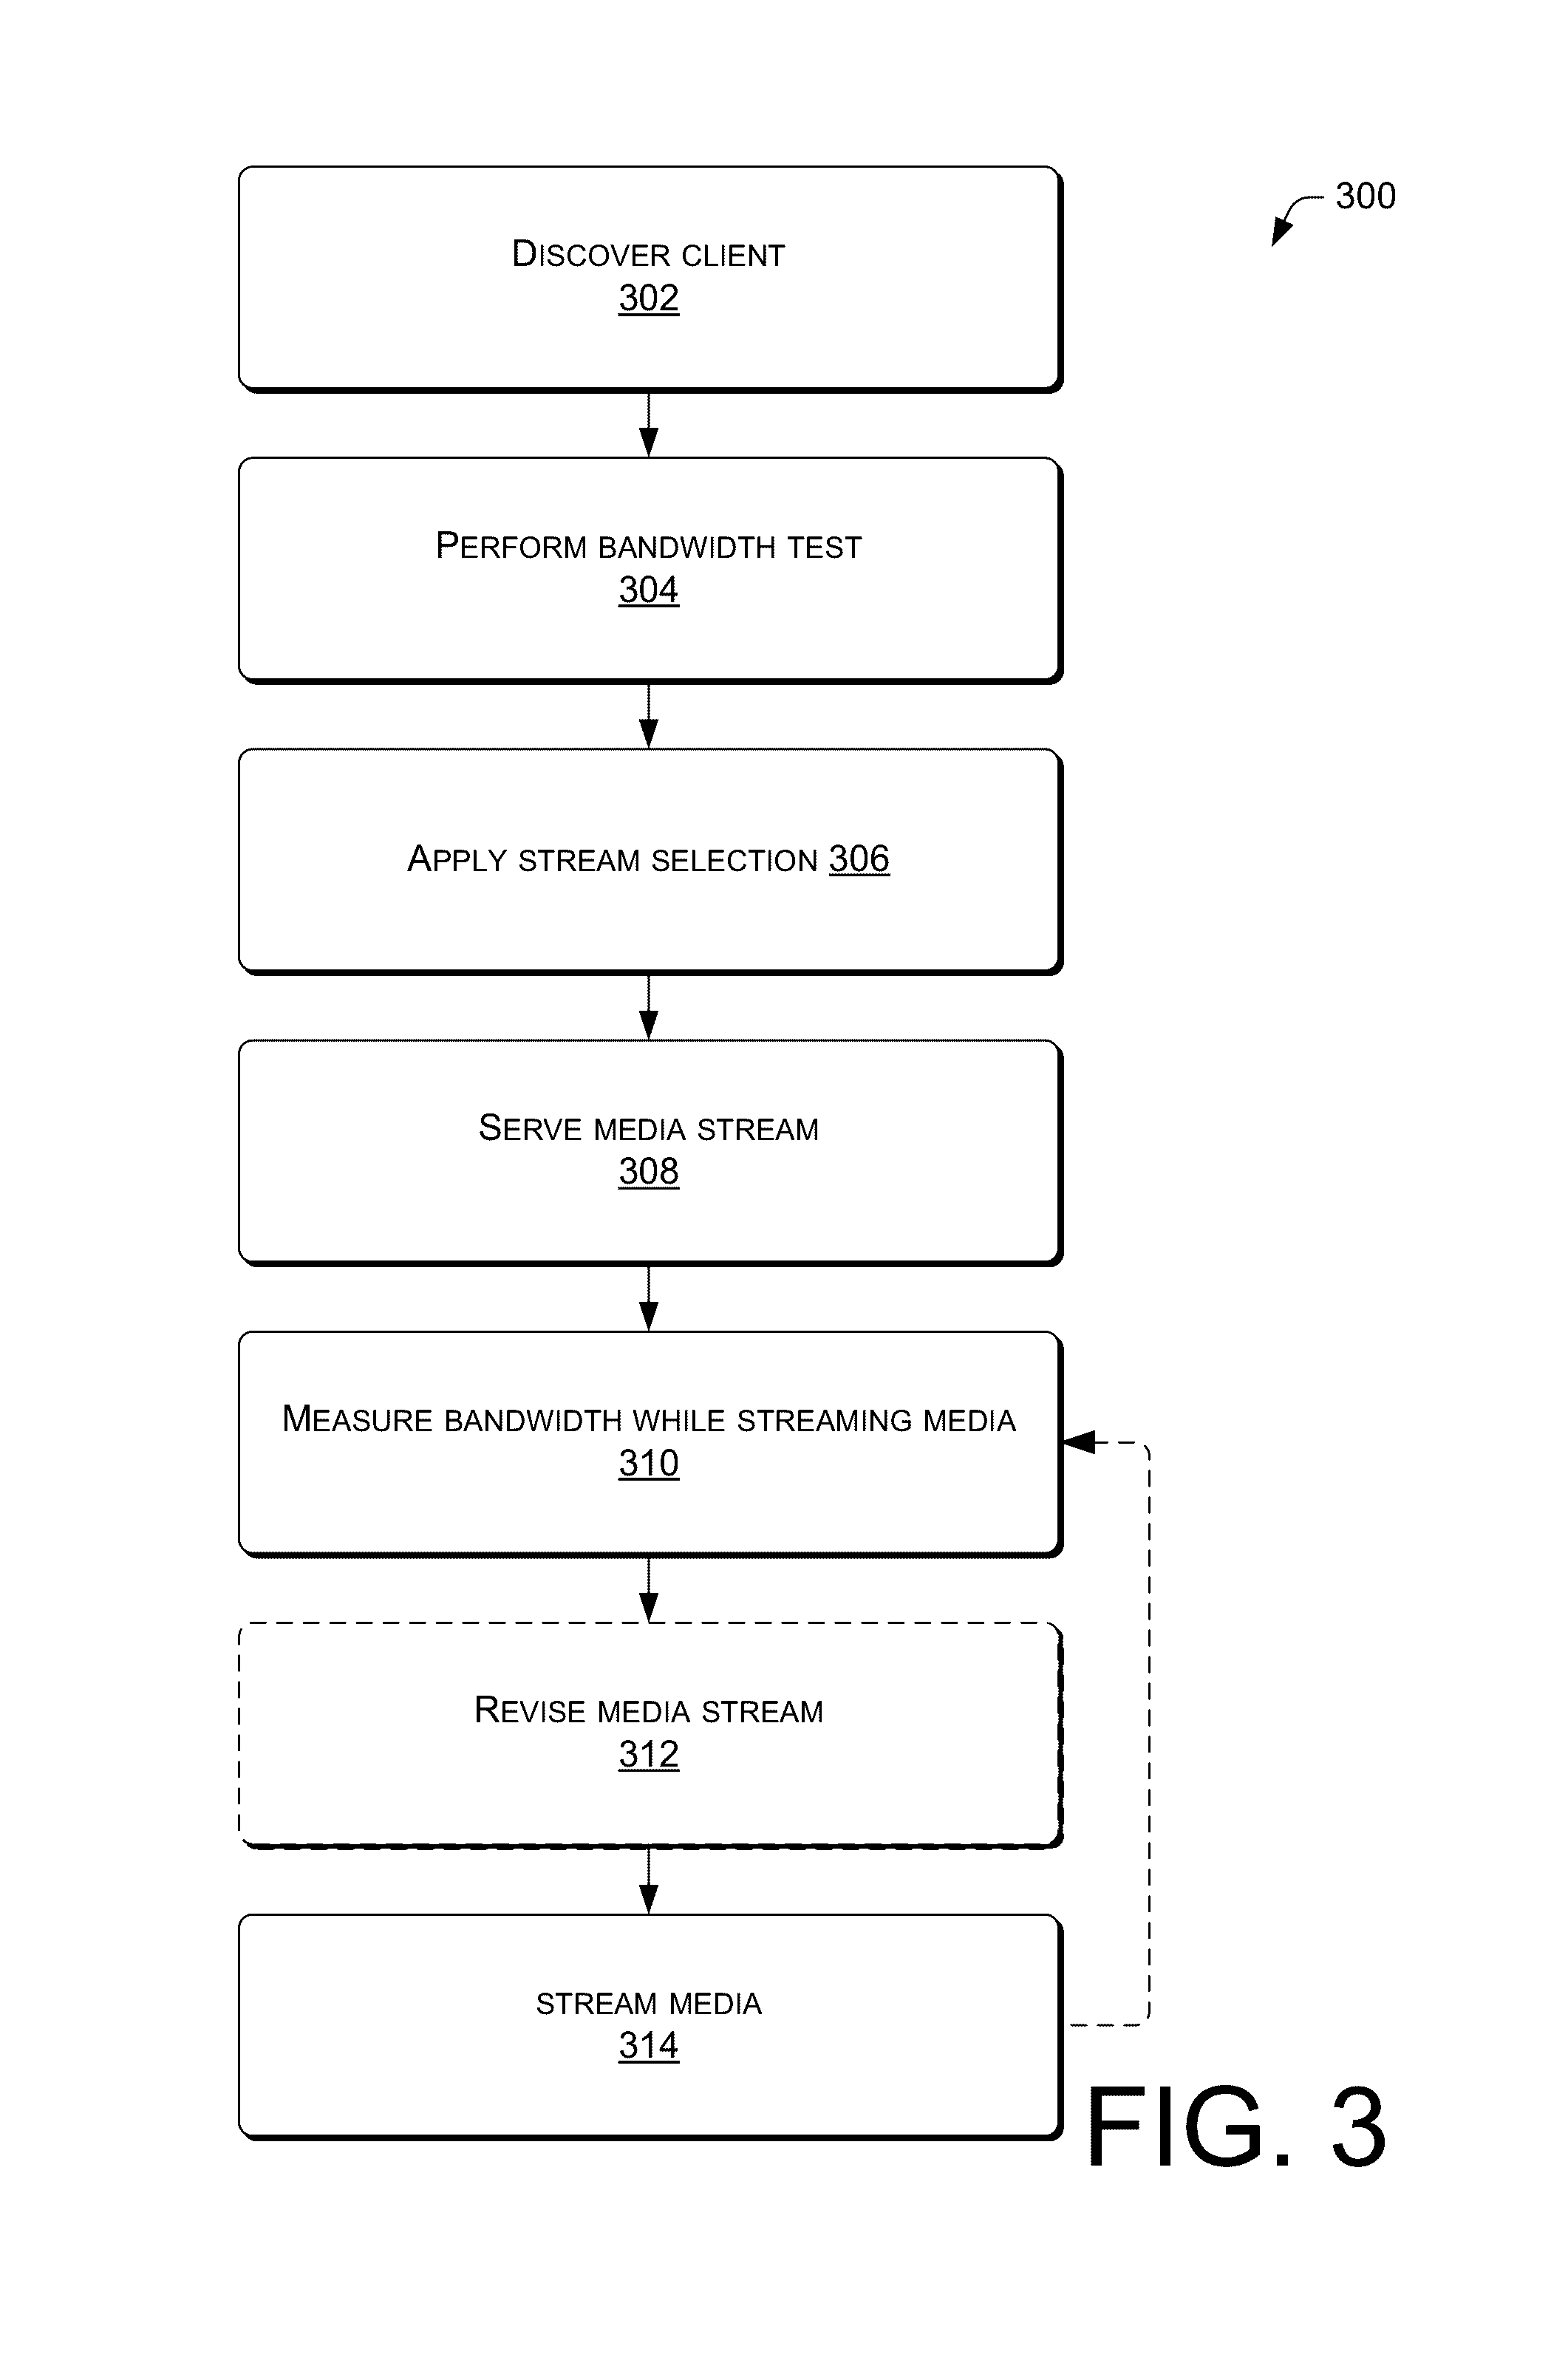 300
DISCOVER CLIENT
302
PERFORM BANDWIDTH TEST
304
APPLY STREAM SELECTION 306
SERVE MEDIA STREAM
308
MEASURE BANDWIDTH WHILE STREAMING MEDIA
310
REVISE MEDIA STREAM
312
STREAM MEDIA
314
FIG. 3